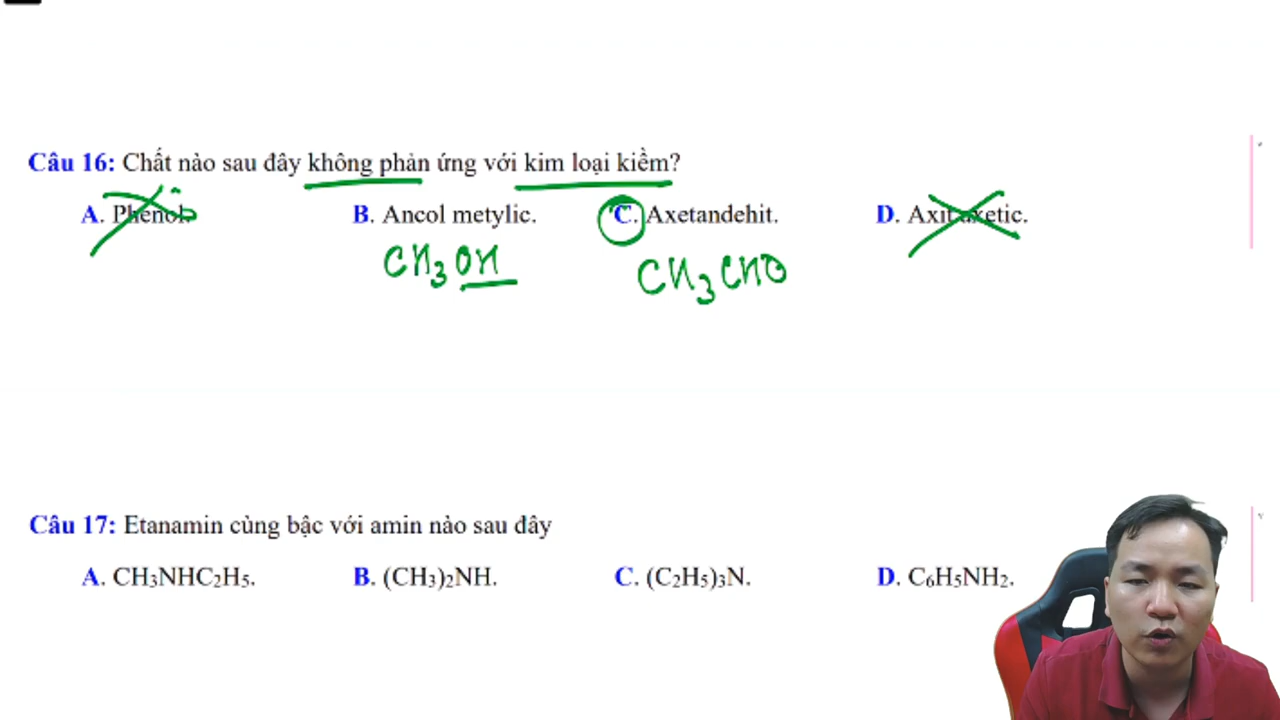 Câu 16: Chất nào sau đây không phản ứng với kim loại kiềm?
A. Phenol. B. Ancol metylic. C. Axetandehit. D. Axit axetic.
CH3OH CH3CHO
Câu 17: Etanamin cùng bậc với amin nào sau đây
A. CH₃NHC₂H₅. B. (CH₃)₂NH. C. (C₂H₅)₃N. D. C₆H₅NH₂.